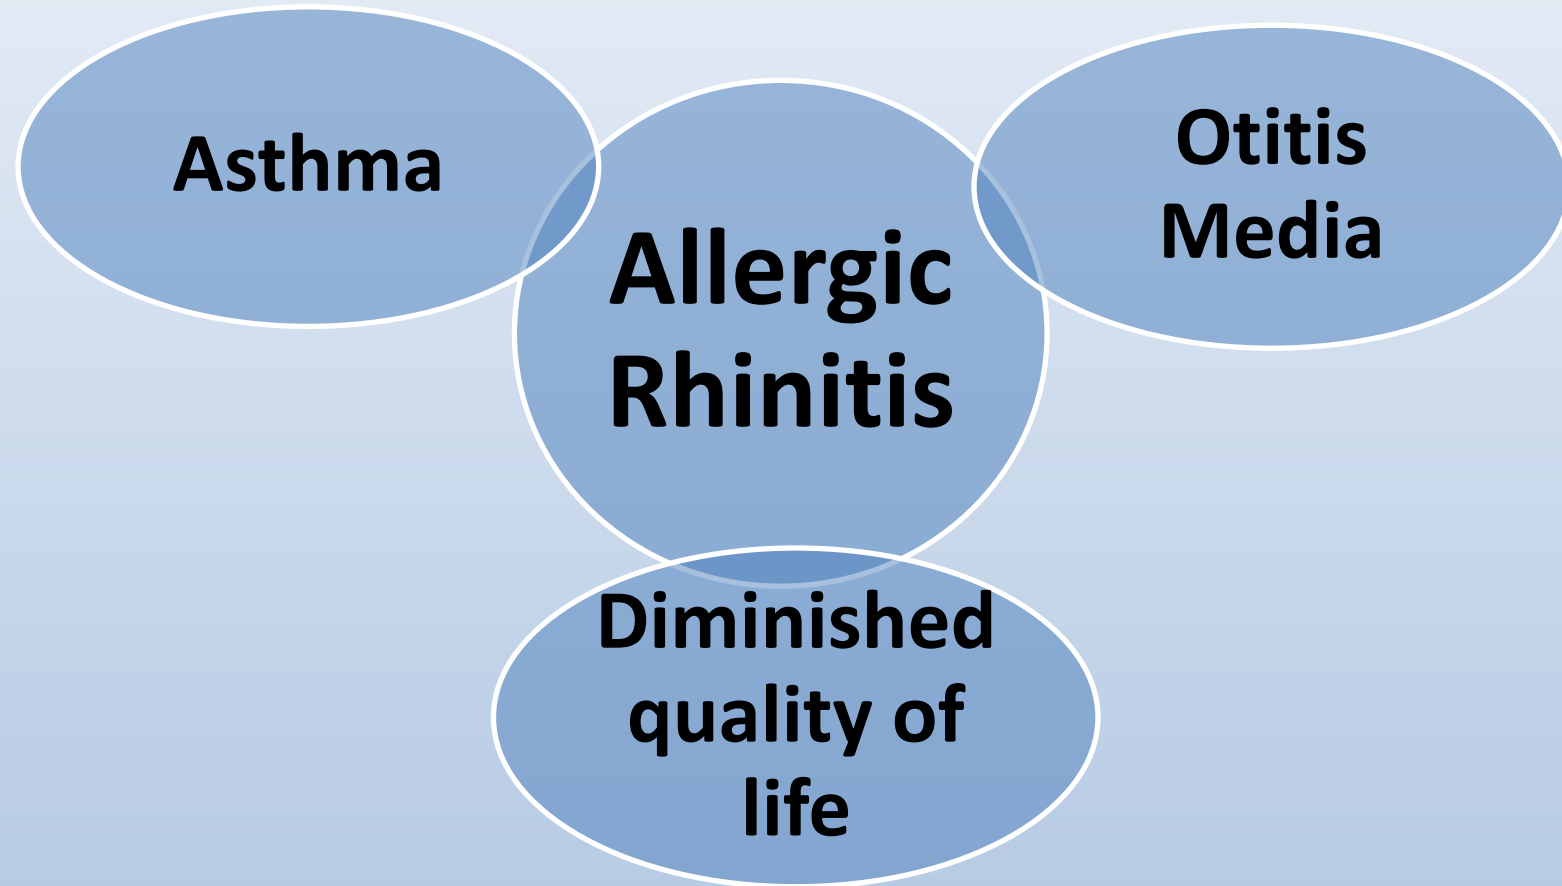 Asthma
Otitis
Media
Allergic
Rhinitis
Diminished
quality of
life